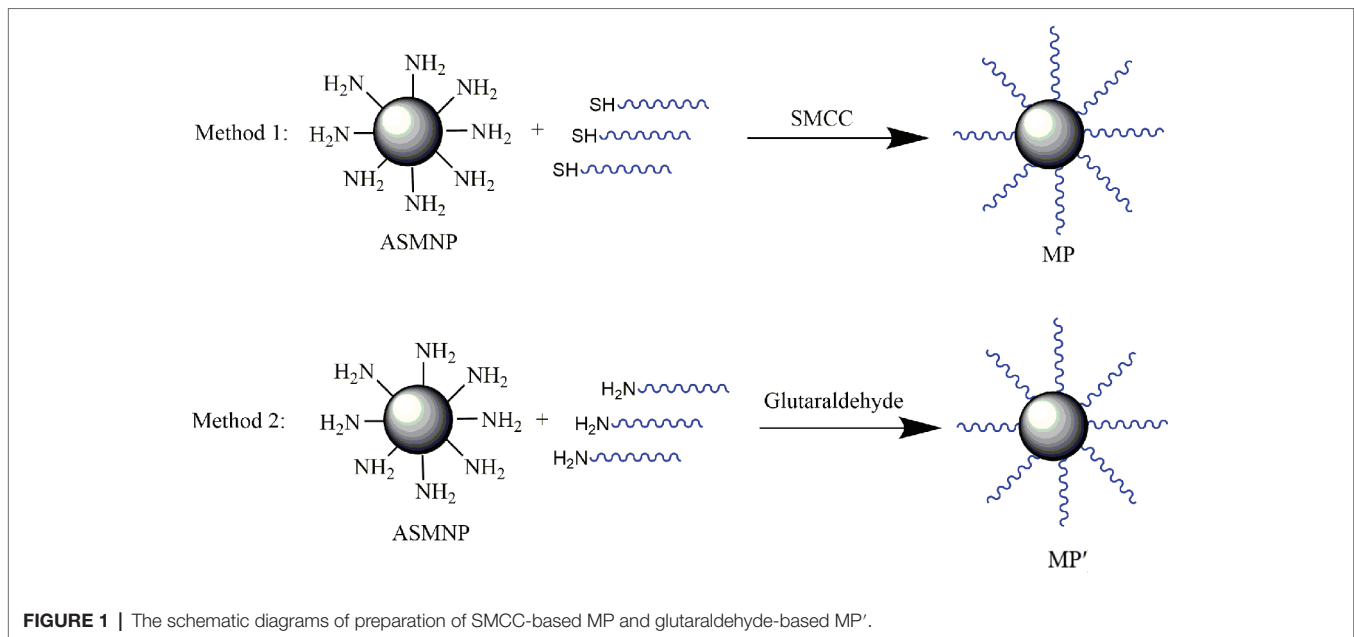 NH₂
H₂N
NH₂
SH
Method 1:
H₂N
NH₂
+
SH
SMCC
SH
NH₂
NH₂
NH₂
ASMNP
MP
NH₂
H₂N
NH₂
H₂N
Glutaraldehyde
Method 2:
H₂N
NH₂
+
H₂N
H₂N
NH₂
NH₂
NH₂
ASMNP
MP′
FIGURE 1 | The schematic diagrams of preparation of SMCC-based MP and glutaraldehyde-based MP′.